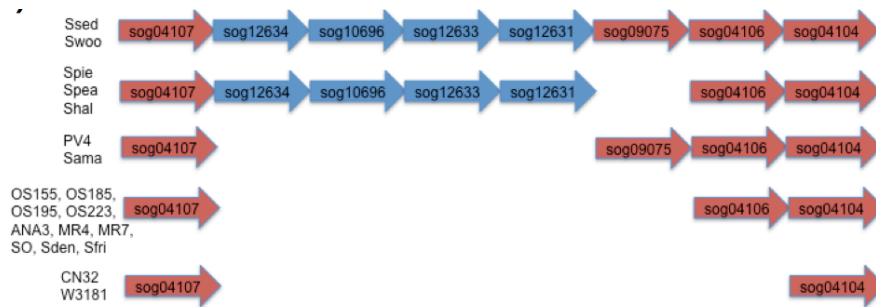 Ssed
Swoo
sog04107 sog12634 sog10696 sog12633 sog12631 sog09075 sog04106 sog04104
Spie
Spea
Shal
sog04107 sog12634 sog10696 sog12633 sog12631 sog04106 sog04104
PV4
Sama
sog04107 sog09075 sog04106 sog04104
OS155, OS185,
OS195, OS223,
ANA3, MR4, MR7,
SO, Sden, Sfri
sog04107 sog04106 sog04104
CN32
W3181
sog04107 sog04104